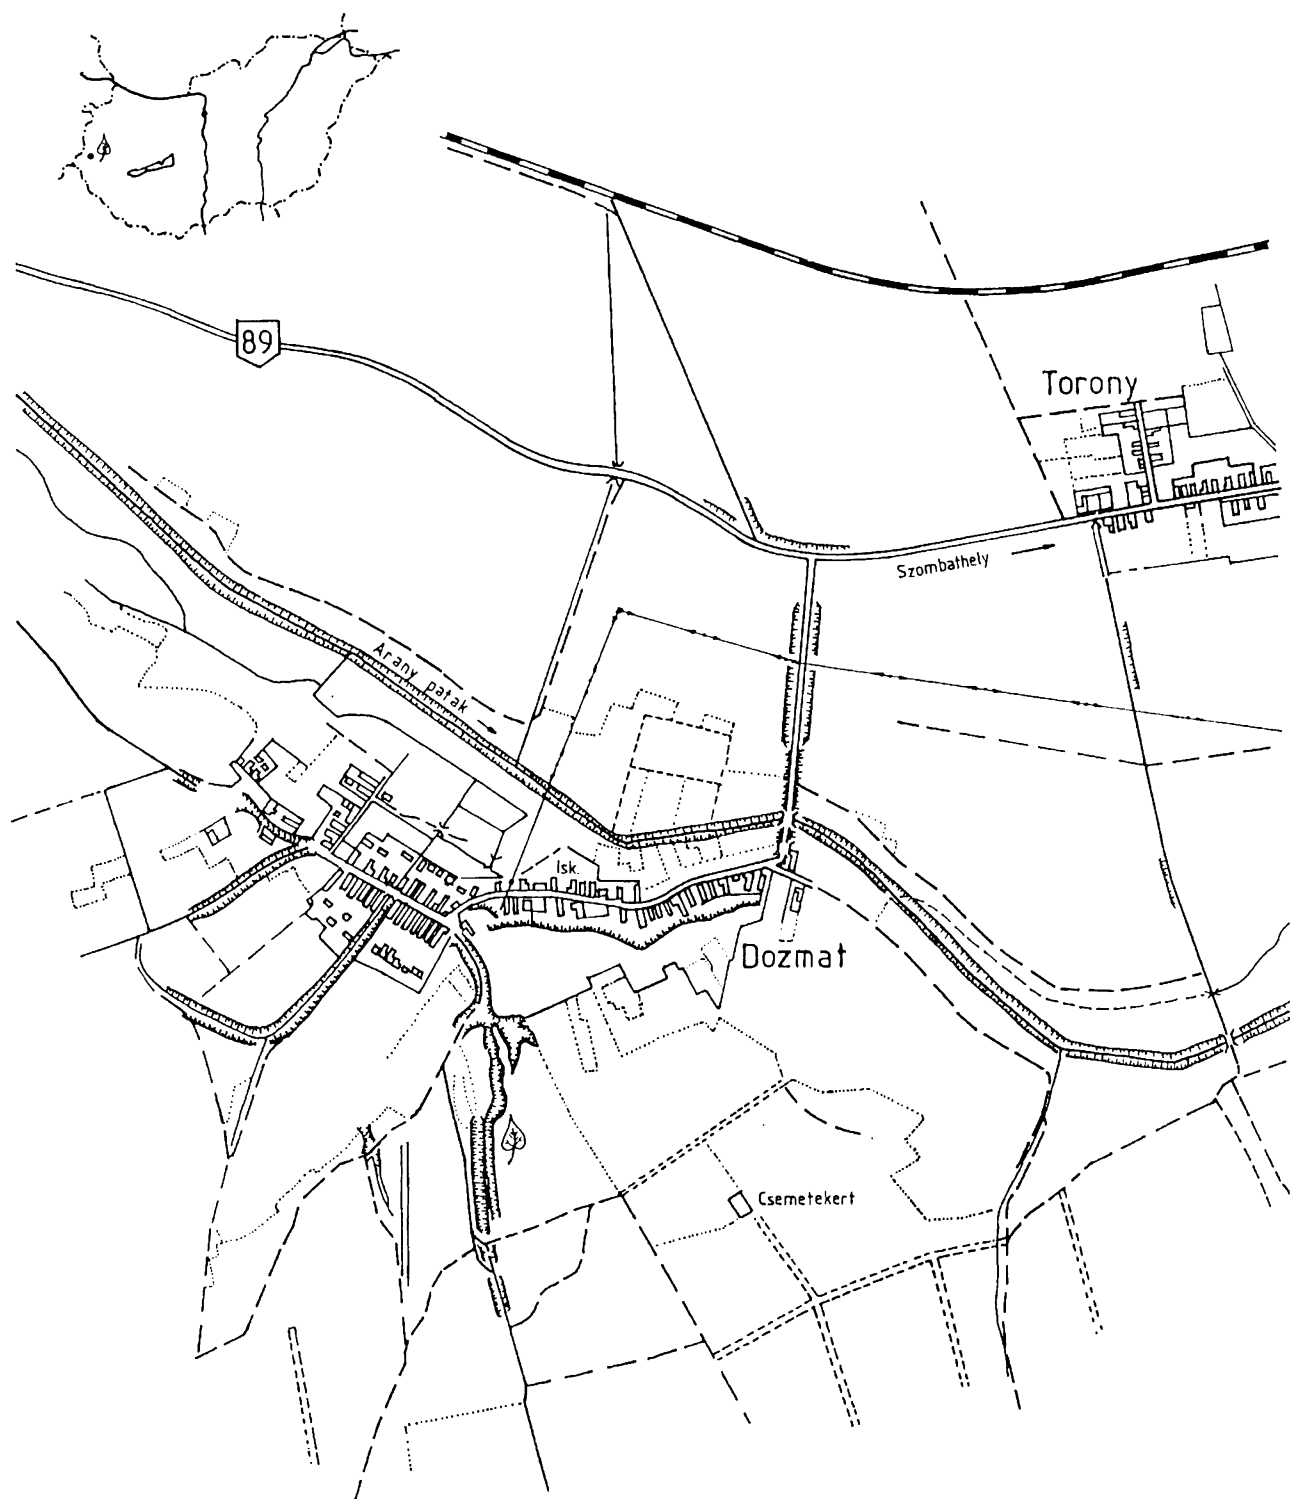 89
Torony
Szombathely
Arany patak
Isk.
Dozmat
Csemetekert